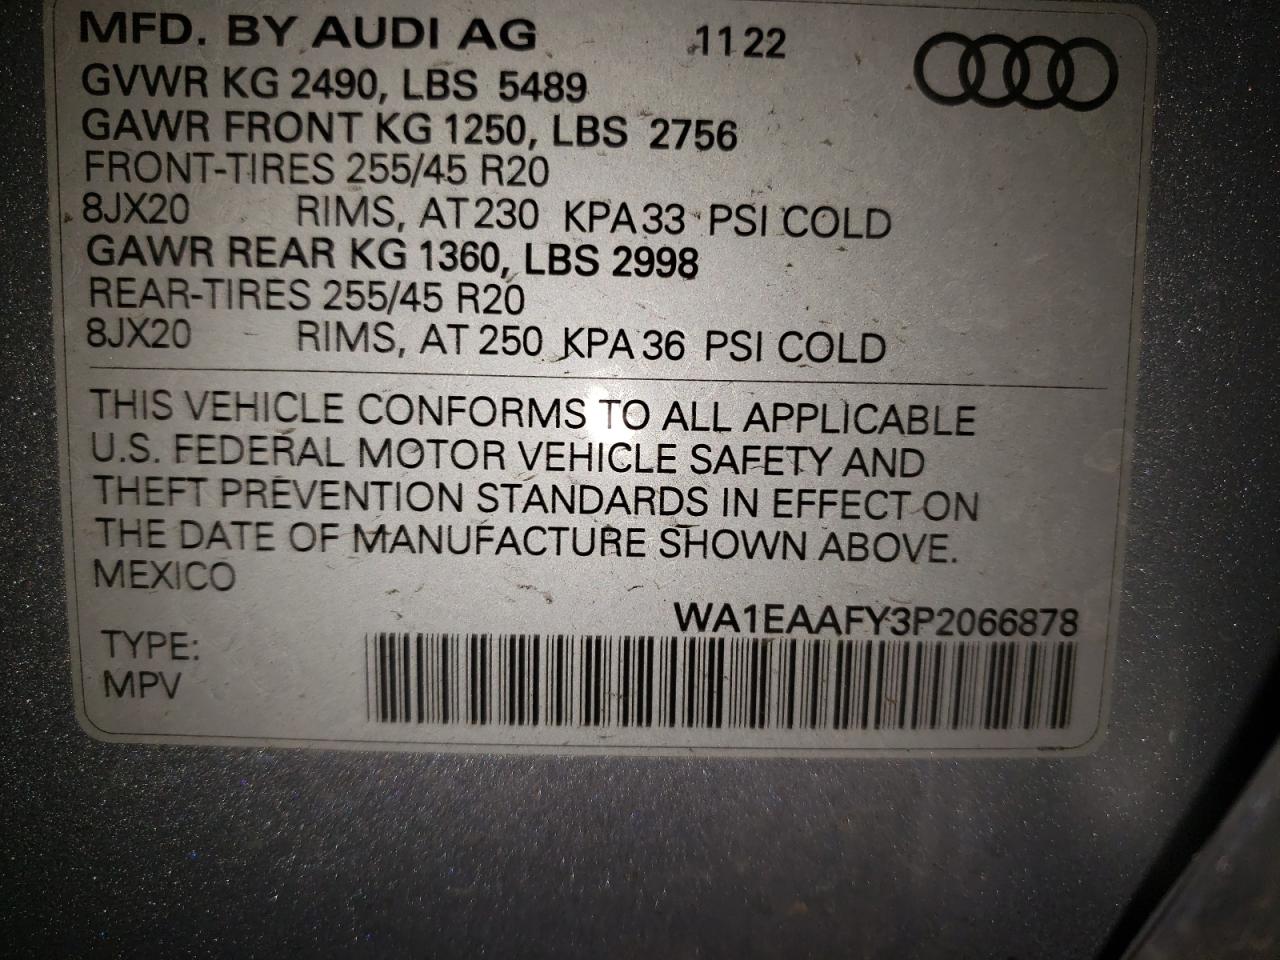 MFD. BY AUDI AG 11 22
GVWR KG 2490, LBS 5489
GAWR FRONT KG 1250, LBS 2756
FRONT-TIRES 255/45 R20
8JX20 RIMS, AT 230 KPA 33 PSI COLD
GAWR REAR KG 1360, LBS 2998
REAR-TIRES 255/45 R20
8JX20 RIMS, AT 250 KPA 36 PSI COLD
THIS VEHICLE CONFORMS TO ALL APPLICABLE
U.S. FEDERAL MOTOR VEHICLE SAFETY AND
THEFT PREVENTION STANDARDS IN EFFECT ON
THE DATE OF MANUFACTURE SHOWN ABOVE.
MEXICO
WA1EAAFY3P2066878
TYPE:
MPV